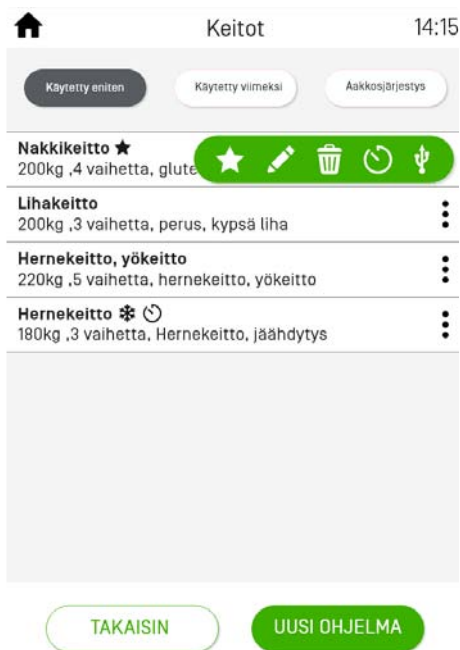 Keitot
14:15
Käytetty eniten
Käytetty viimeksi
Aakkosjärjestys
Nakkikeitto
200kg ,4 vaihetta, glute
Lihakeitto
200kg ,3 vaihetta, perus, kypsä liha
Hernekeitto, yökeitto
220kg ,5 vaihetta, hernekeitto, yökeitto
Hernekeitto
180kg ,3 vaihetta, Hernekeitto, jäähdytys
TAKAISIN
UUSI OHJELMA